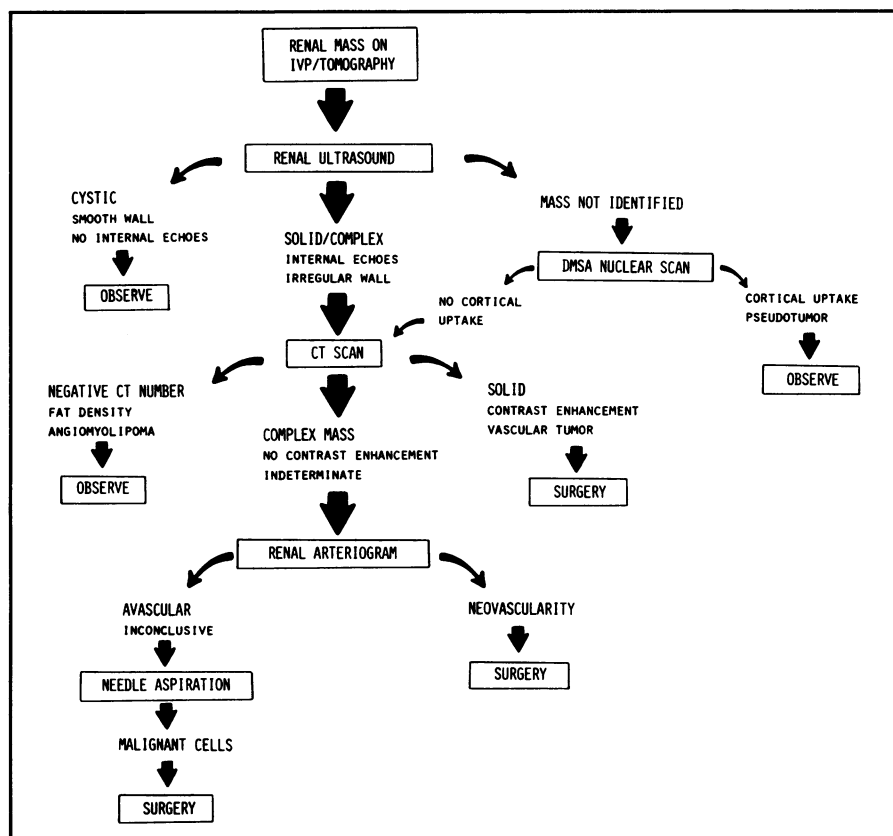 RENAL MASS ON
IVP/TOMOGRAPHY
RENAL ULTRASOUND
CYSTIC
SMOOTH WALL
NO INTERNAL ECHOES
OBSERVE
SOLID/COMPLEX
INTERNAL ECHOES
IRREGULAR WALL
MASS NOT IDENTIFIED
DMSA NUCLEAR SCAN
NO CORTICAL
UPTAKE
CORTICAL UPTAKE
PSEUDOTUMOR
OBSERVE
CT SCAN
NEGATIVE CT NUMBER
FAT DENSITY
ANGIOMYOLIPOMA
OBSERVE
COMPLEX MASS
NO CONTRAST ENHANCEMENT
INDETERMINATE
SOLID
CONTRAST ENHANCEMENT
VASCULAR TUMOR
SURGERY
RENAL ARTERIOGRAM
AVASCULAR
INCONCLUSIVE
NEEDLE ASPIRATION
MALIGNANT CELLS
SURGERY
NEOVASCULARITY
SURGERY